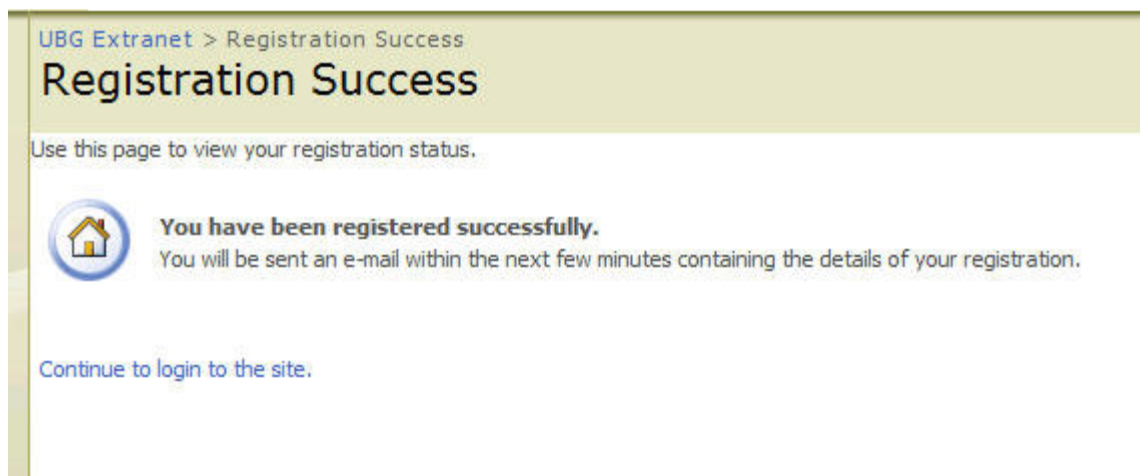 UBG Extranet > Registration Success
Registration Success
Use this page to view your registration status.
You have been registered successfully.
You will be sent an e-mail within the next few minutes containing the details of your registration.
Continue to login to the site.